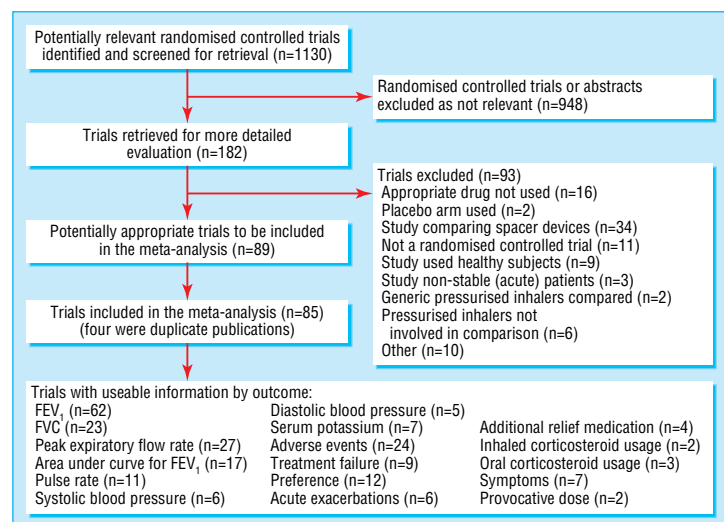 Potentially relevant randomised controlled trials
identified and screened for retrieval (n=1130)
Randomised controlled trials or abstracts
excluded as not relevant (n=948)
Trials retrieved for more detailed
evaluation (n=182)
Trials excluded (n=93)
Appropriate drug not used (n=16)
Placebo arm used (n=2)
Study comparing spacer devices (n=34)
Not a randomised controlled trial (n=11)
Study used healthy subjects (n=9)
Study non-stable (acute) patients (n=3)
Generic pressurised inhalers compared (n=2)
Pressurised inhalers not
involved in comparison (n=6)
Other (n=10)
Potentially appropriate trials to be included
in the meta-analysis (n=89)
Trials included in the meta-analysis (n=85)
(four were duplicate publications)
Trials with useable information by outcome:
FEV₁ (n=62)
FVC (n=23)
Peak expiratory flow rate (n=27)
Area under curve for FEV₁ (n=17)
Pulse rate (n=11)
Systolic blood pressure (n=6)
Diastolic blood pressure (n=5)
Serum potassium (n=7)
Adverse events (n=24)
Treatment failure (n=9)
Preference (n=12)
Acute exacerbations (n=6)
Additional relief medication (n=4)
Inhaled corticosteroid usage (n=2)
Oral corticosteroid usage (n=3)
Symptoms (n=7)
Provocative dose (n=2)